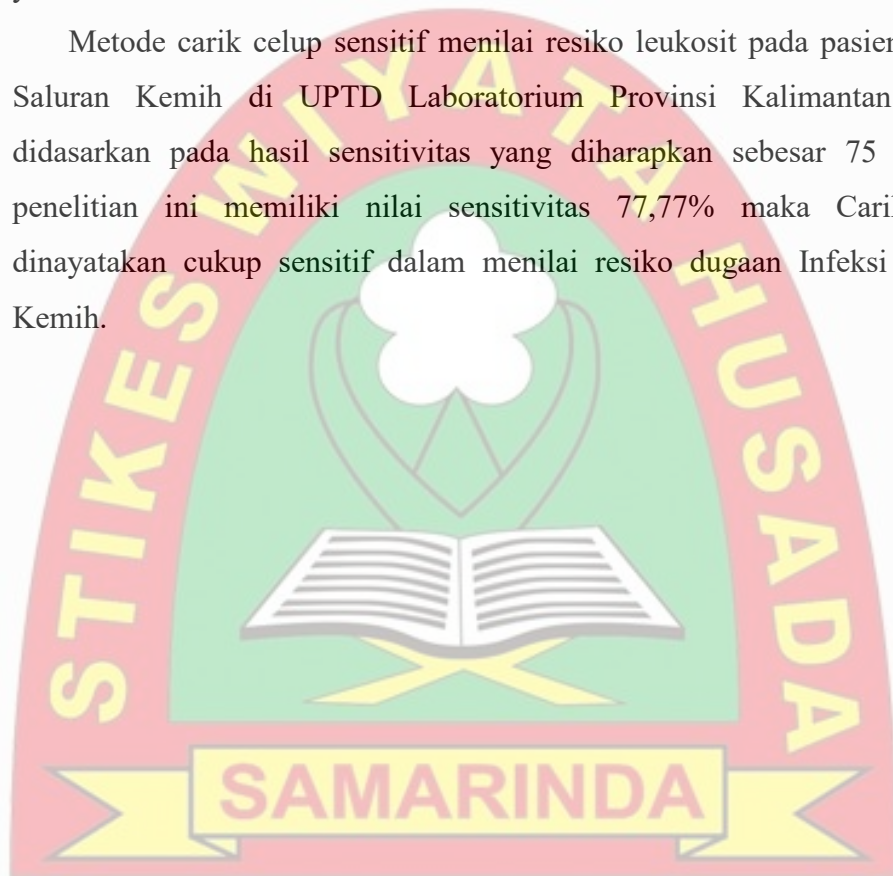 Metode carik celup sensitif menilai resiko leukosit pada pasien
Saluran Kemih di UPTD Laboratorium Provinsi Kalimantan
didasarkan pada hasil sensitivitas yang diharapkan sebesar 75
penelitian ini memiliki nilai sensitivitas 77,77% maka
dinayatakan cukup sensitif dalam menilai resiko dugaan Infeksi
Kemih.
STIKES WIYATA HUSADA
SAMARINDA